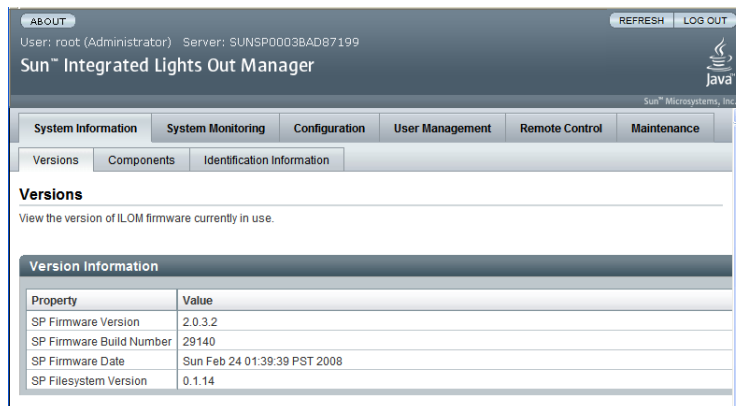 ABOUT
REFRESH LOG OUT
User: root (Administrator) Server: SUNSP0003BAD87199
Sun™ Integrated Lights Out Manager
Java™
Sun™ Microsystems, Inc.
System Information System Monitoring Configuration User Management Remote Control Maintenance
Versions Components Identification Information
Versions
View the version of ILOM firmware currently in use.
Version Information
Property Value
SP Firmware Version 2.0.3.2
SP Firmware Build Number 29140
SP Firmware Date Sun Feb 24 01:39:39 PST 2008
SP Filesystem Version 0.1.14